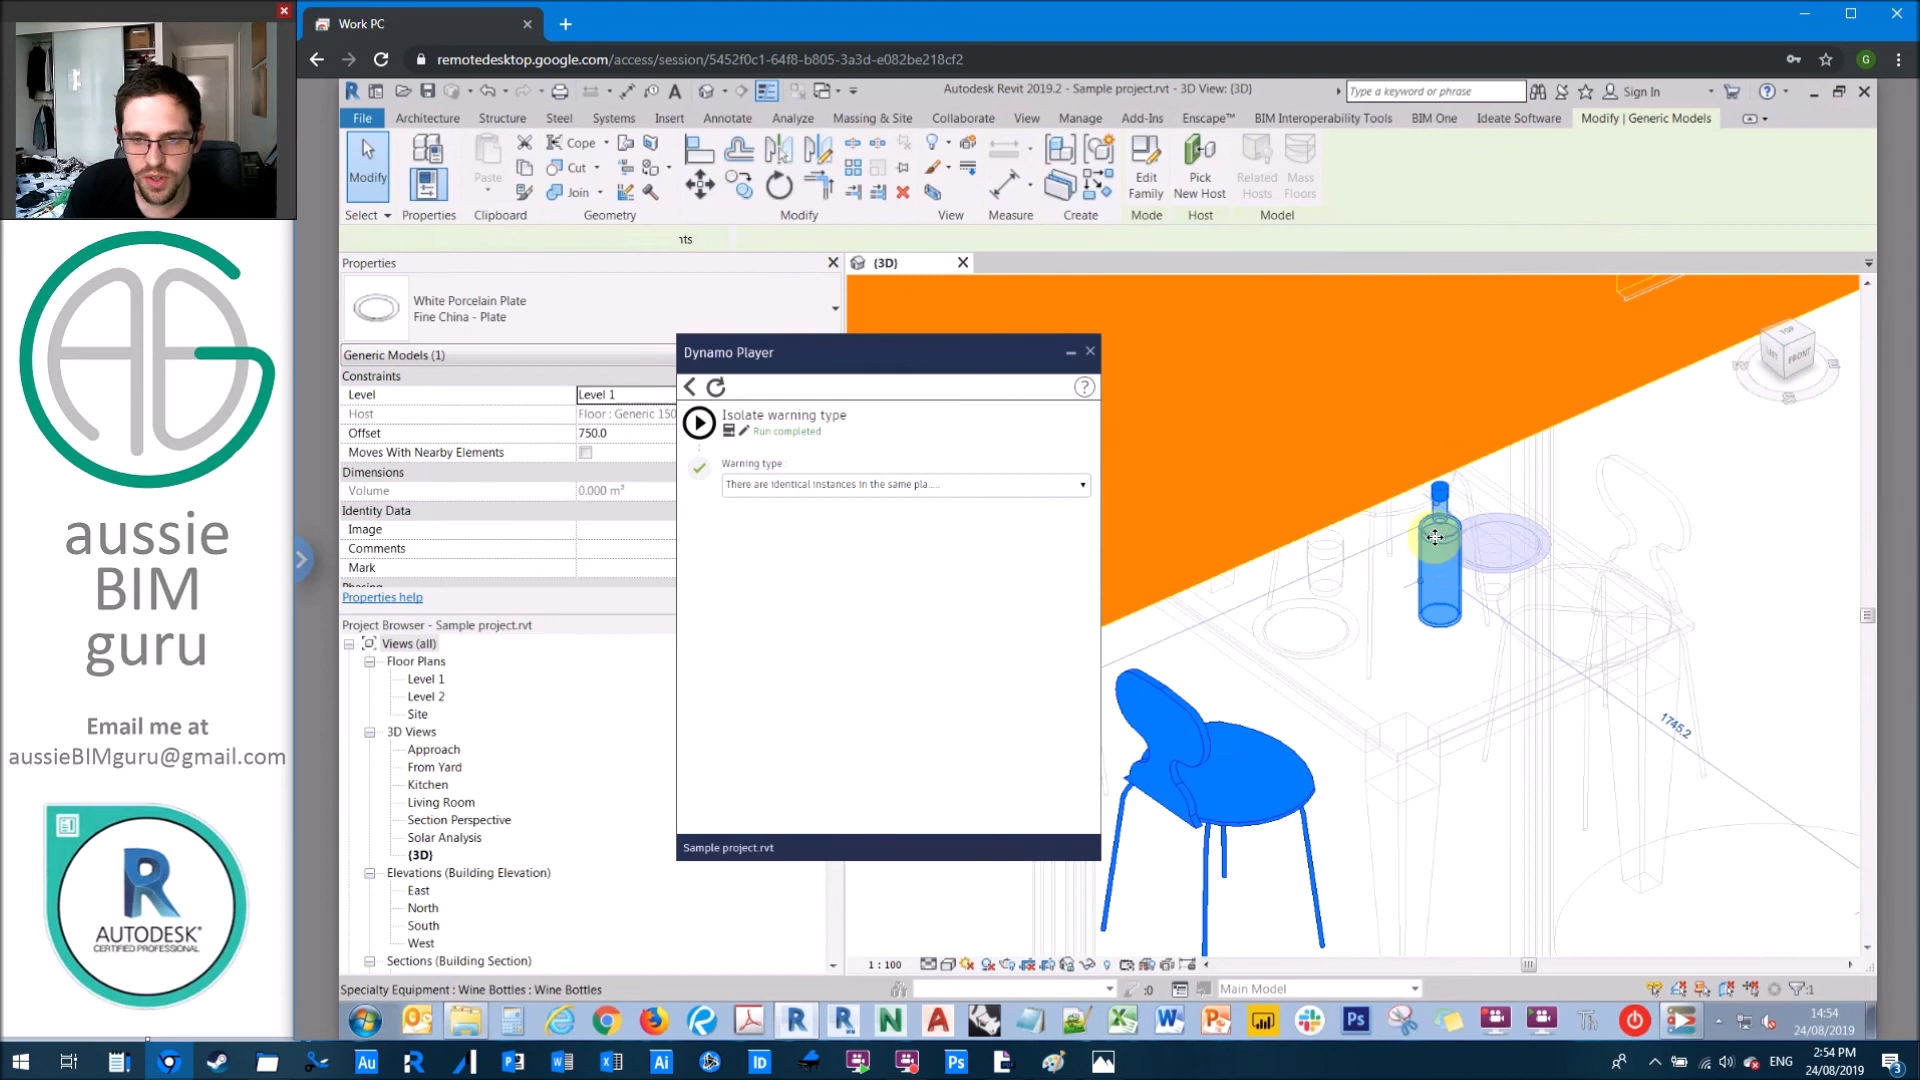 Work PC
remotedesktop.google.com/access/session/5452f0c1-64f8-b805-3a3d-e082be218cf2
G
Autodesk Revit 2019.2 - Sample project.rvt - 3D View: {3D}
Type a keyword or phrase
Sign In
File
Architecture
Structure
Steel
Systems
Insert
Annotate
Analyze
Massing & Site
Collaborate
View
Manage
Add-Ins
Enscape™
BIM Interoperability Tools
BIM One
Ideate Software
Modify | Generic Models
Modify
Paste
Cope
Cut
Join
Edit
Family
Pick
New Host
Related
Hosts
Mass
Floors
Select
Properties
Clipboard
Geometry
Modify
View
Measure
Create
Mode
Host
Model
nts
Properties
{3D}
White Porcelain Plate
Fine China - Plate
Generic Models (1)
Constraints
Level
Level 1
Host
Floor : Generic 150
Offset
750.0
Moves With Nearby Elements
Dimensions
Volume
0.000 m³
Identity Data
Image
Comments
Mark
Phasing
Properties help
Project Browser - Sample project.rvt
Views (all)
Floor Plans
Level 1
Level 2
Site
3D Views
Approach
From Yard
Kitchen
Living Room
Section Perspective
Solar Analysis
{3D}
Elevations (Building Elevation)
East
North
South
West
Sections (Building Section)
Dynamo Player
Isolate warning type
Run completed
Warning type :
There are identical instances in the same pla.....
Sample project.rvt
TOP
LEFT
FRONT
1745.2
1 : 100
Specialty Equipment : Wine Bottles : Wine Bottles
:0
Main Model
:1
14:54
24/08/2019
ENG
2:54 PM
24/08/2019
3
aussie
BIM
guru
Email me at
aussieBIMguru@gmail.com
R
AUTODESK
CERTIFIED PROFESSIONAL